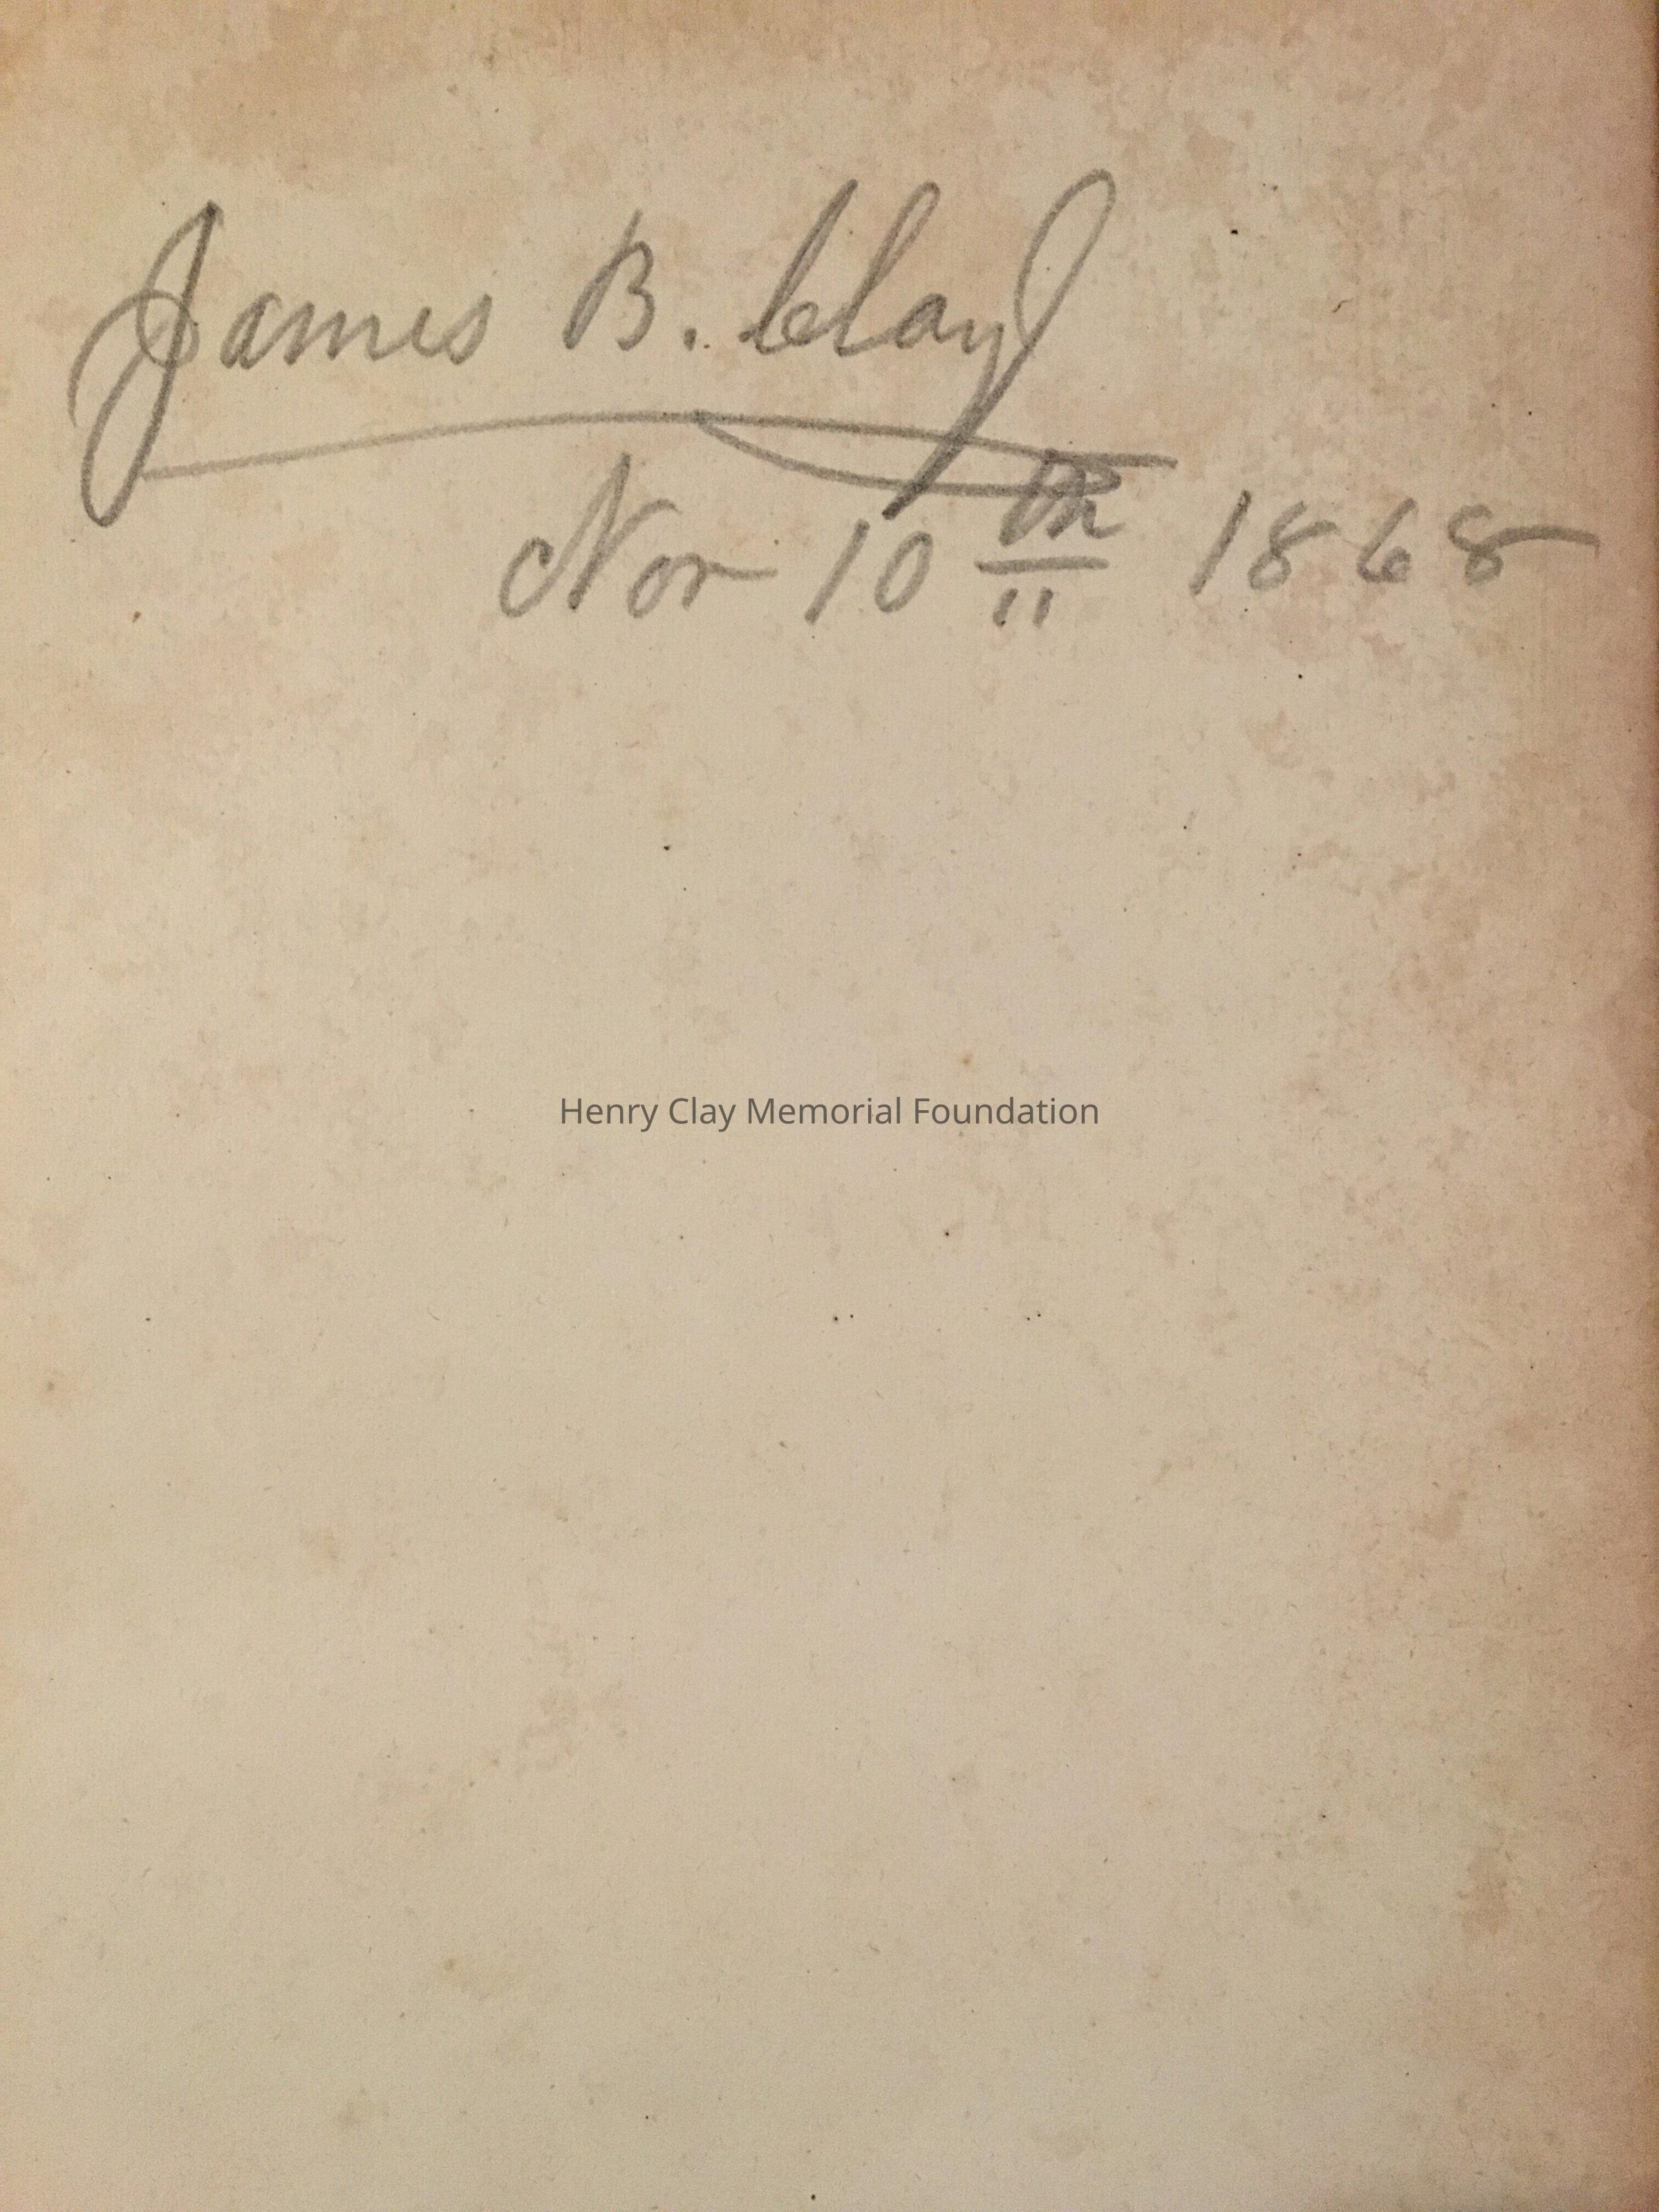 James B. Clay
Nov 10th 1868
Henry Clay Memorial Foundation